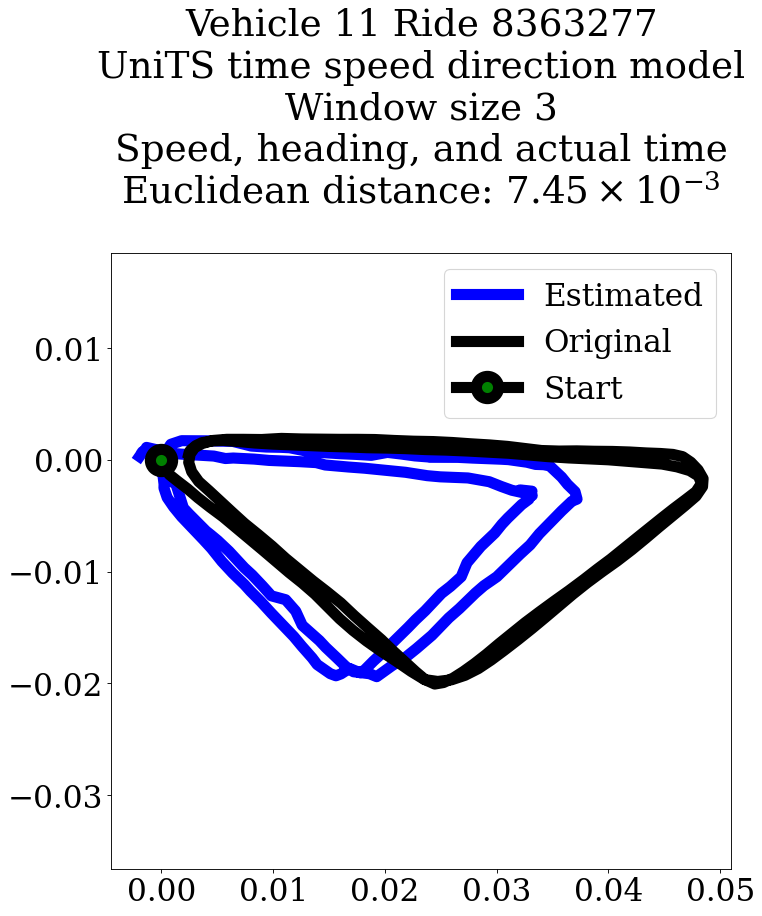 Vehicle 11 Ride 8363277
UniTS time speed direction model
Window size 3
Speed, heading, and actual time
Euclidean distance: 7.45 × 10⁻³
Estimated
Original
Start
0.01
0.00
−0.01
−0.02
−0.03
0.00 0.01 0.02 0.03 0.04 0.05